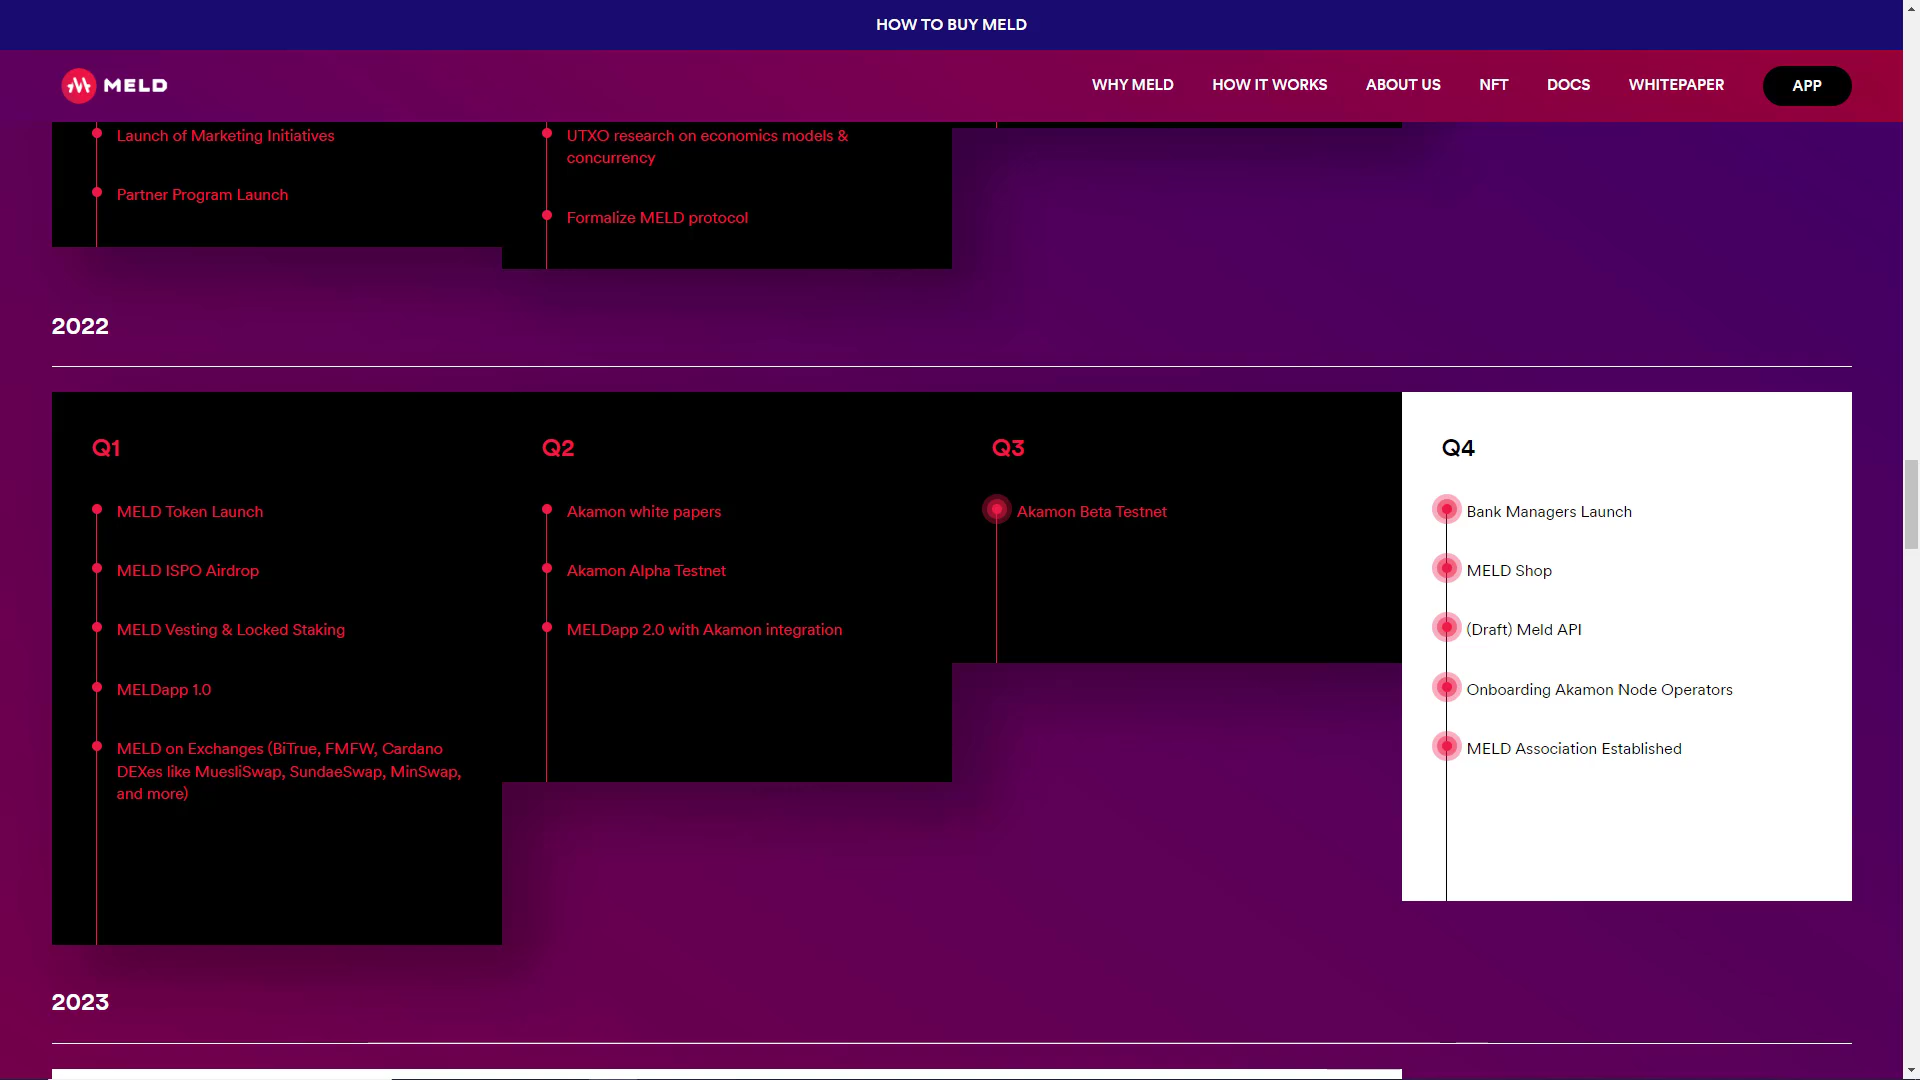 HOW TO BUY MELD
MELD
WHY MELD
HOW IT WORKS
ABOUT US
NFT
DOCS
WHITEPAPER
APP
Launch of Marketing Initiatives
Partner Program Launch
UTXO research on economics models &
concurrency
Formalize MELD protocol
2022
Q1
MELD Token Launch
MELD ISPO Airdrop
MELD Vesting & Locked Staking
MELDapp 1.0
MELD on Exchanges (BiTrue, FMFW, Cardano
DEXes like MuesliSwap, SundaeSwap, MinSwap,
and more)
Q2
Akamon white papers
Akamon Alpha Testnet
MELDapp 2.0 with Akamon integration
Q3
Akamon Beta Testnet
Q4
Bank Managers Launch
MELD Shop
(Draft) Meld API
Onboarding Akamon Node Operators
MELD Association Established
2023